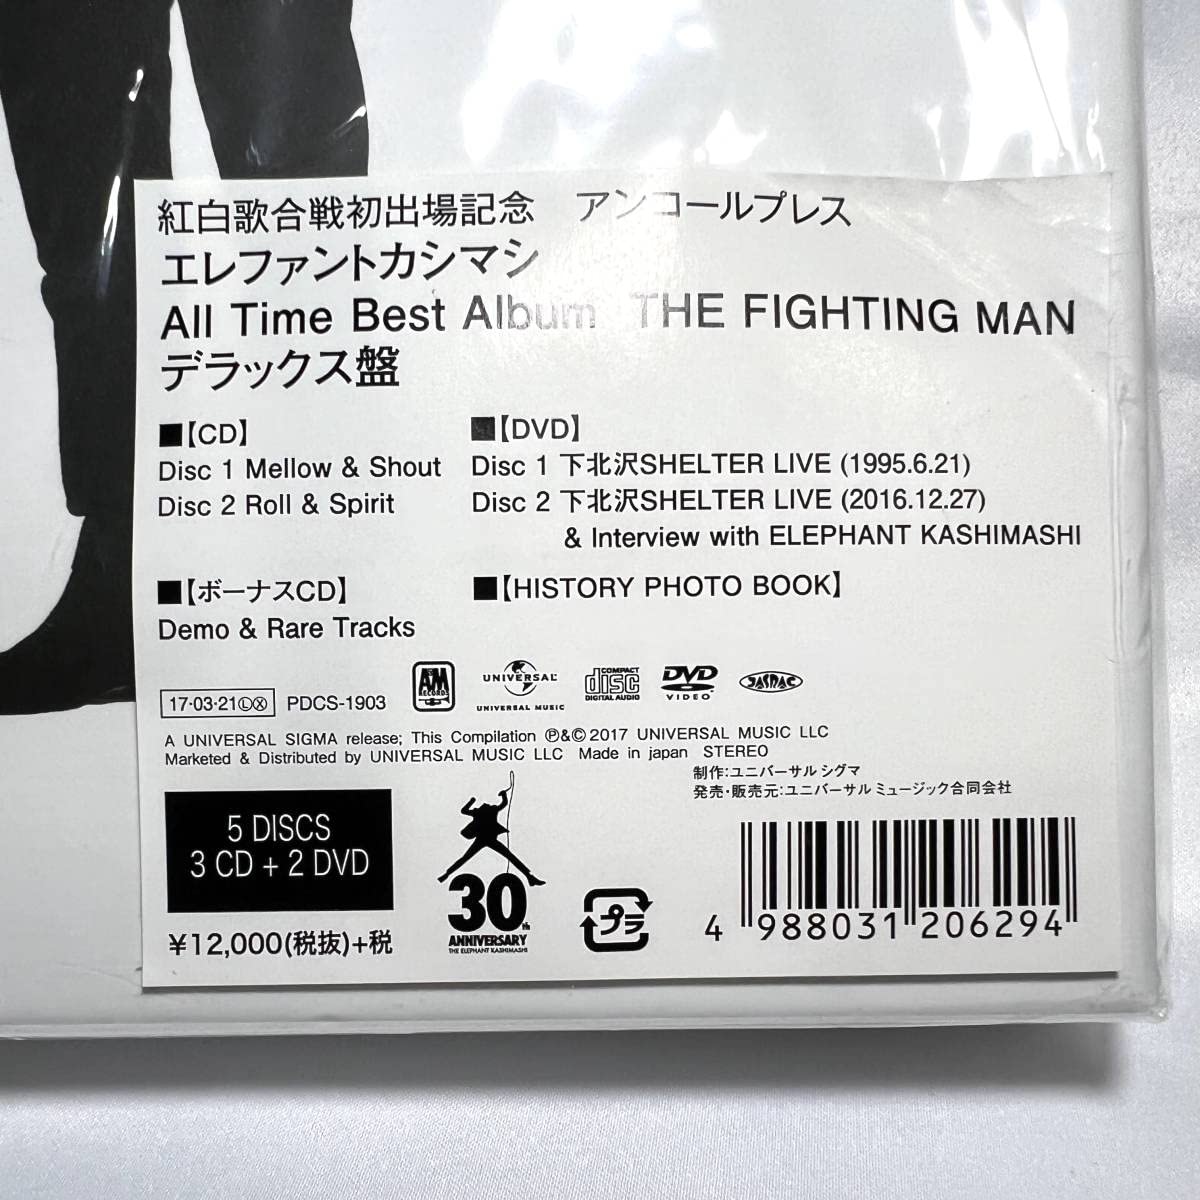 紅白歌合戦初出場記念　アンコールプレス
エレファントカシマシ
All Time Best Album THE FIGHTING MAN
デラックス盤
■【CD】
Disc 1 Mellow & Shout
Disc 2 Roll & Spirit
■【DVD】
Disc 1 下北沢SHELTER LIVE (1995.6.21)
Disc 2 下北沢SHELTER LIVE (2016.12.27)
& Interview with ELEPHANT KASHIMASHI
■【ボーナスCD】
Demo & Rare Tracks
■【HISTORY PHOTO BOOK】
17·03·21ⓁⓍ PDCS-1903
A&M RECORDS
UNIVERSAL
UNIVERSAL MUSIC
COMPACT disc DIGITAL AUDIO
DVD VIDEO
JASRAC
A UNIVERSAL SIGMA release; This Compilation Ⓟ&Ⓒ 2017 UNIVERSAL MUSIC LLC
Marketed & Distributed by UNIVERSAL MUSIC LLC Made in japan STEREO
制作:ユニバーサル シグマ
発売・販売元:ユニバーサル ミュージック合同会社
5 DISCS
3 CD + 2 DVD
¥12,000(税抜)+税
30th
ANNIVERSARY
THE ELEPHANT KASHIMASHI
プラ
4 988031 206294